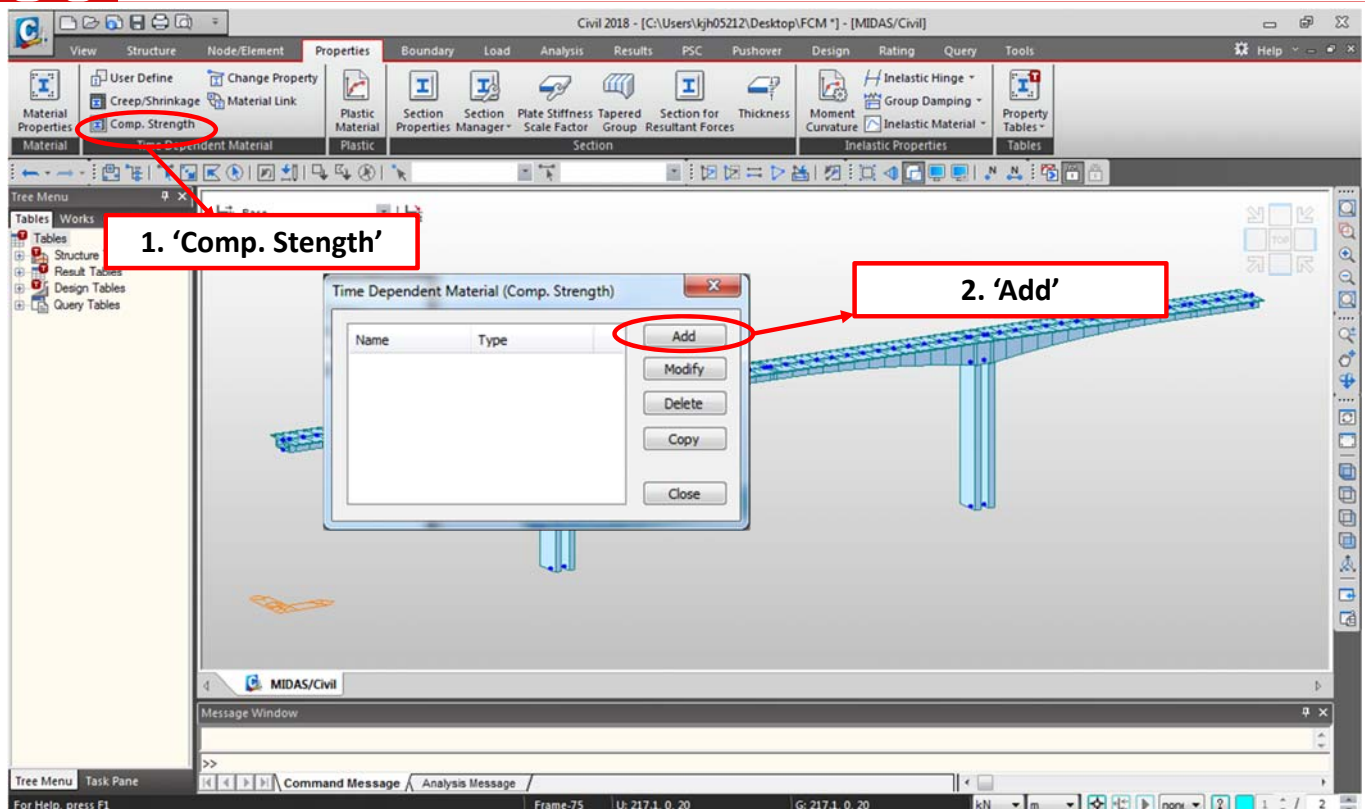 Civil 2018 - [C:\Users\kjh05212\Desktop\FCM *] - [MIDAS/Civil]
View Structure Node/Element Properties Boundary Load Analysis Results PSC Pushover Design Rating Query Tools Help
Material Properties
User Define
Creep/Shrinkage
Comp. Strength
Change Property
Material Link
Plastic Material
Section Properties
Section Manager
Plate Stiffness Scale Factor
Tapered Group
Section for Resultant Forces
Thickness
Moment Curvature
Inelastic Hinge
Group Damping
Inelastic Material
Property Tables
Material
Time Dependent Material
Plastic
Section
Inelastic Properties
Tables
Tree Menu
Tables Works
Tables
Structure
Result Tables
Design Tables
Query Tables
Base
1. ‘Comp. Stength’
TOP
Time Dependent Material (Comp. Strength)
2. ‘Add’
Name Type
Add
Modify
Delete
Copy
Close
MIDAS/Civil
Message Window
>>
Tree Menu Task Pane
Command Message Analysis Message
For Help, press F1
Frame-75
U: 217.1, 0, 20
G: 217.1, 0, 20
kN m none ? / 2